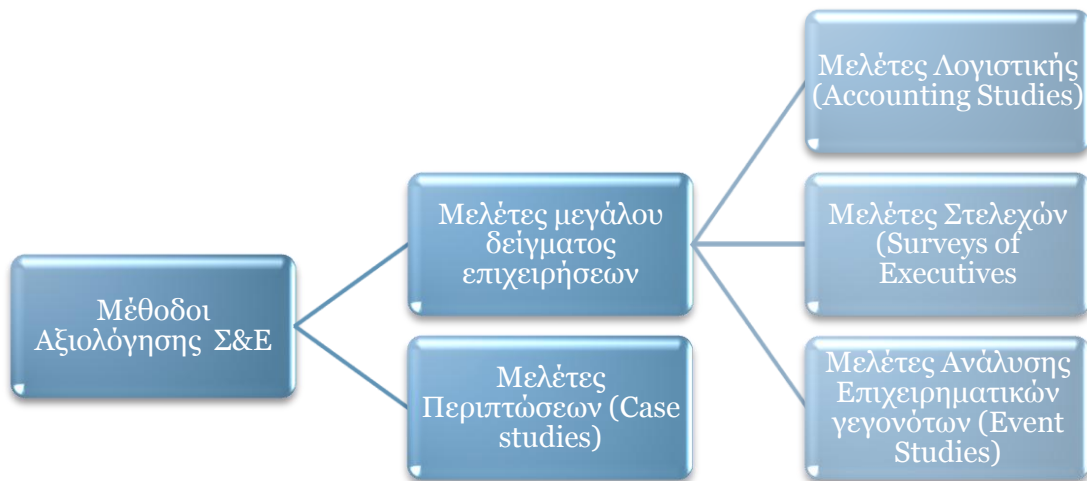 Μέθοδοι
Αξιολόγησης Σ&Ε
Μελέτες μεγάλου
δείγματος
επιχειρήσεων
Μελέτες
Περιπτώσεων (Case
studies)
Μελέτες Λογιστικής
(Accounting Studies)
Μελέτες Στελεχών
(Surveys of
Executives
Μελέτες Ανάλυσης
Επιχειρηματικών
γεγονότων (Event
Studies)